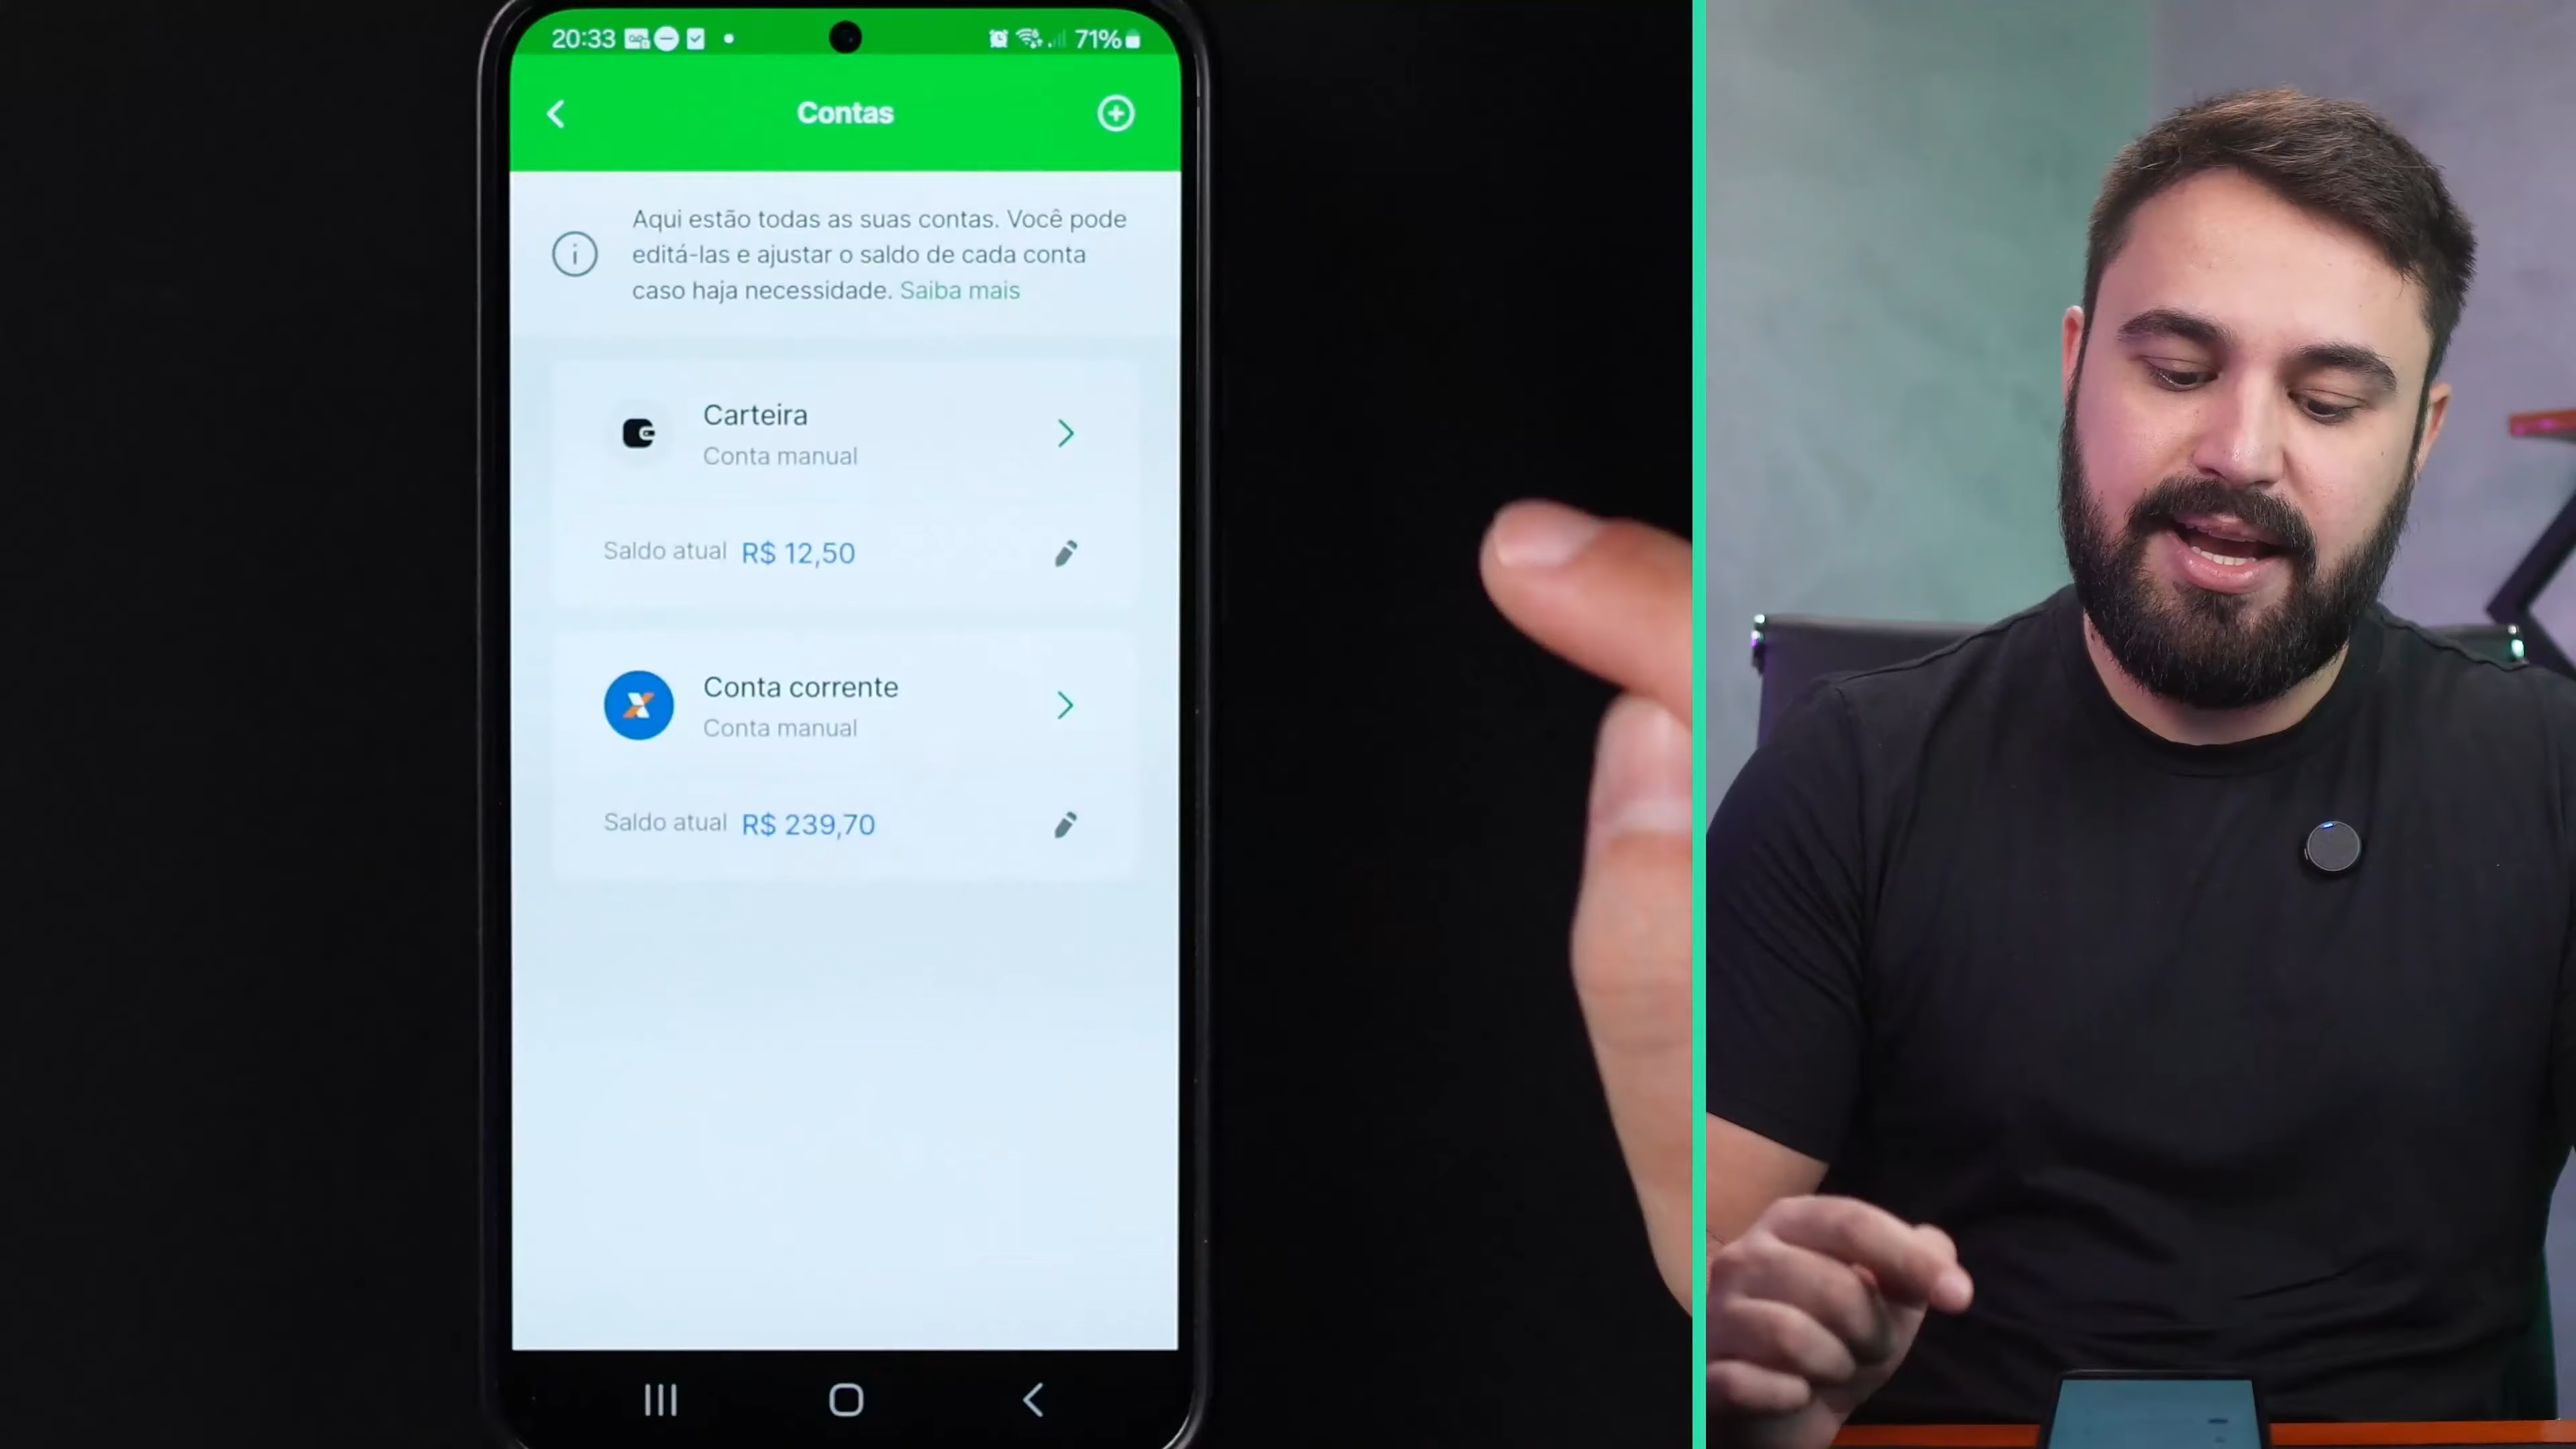 20:33
71%
Contas
Aqui estão todas as suas contas. Você pode
editá-las e ajustar o saldo de cada conta
caso haja necessidade. Saiba mais
Carteira
Conta manual
Saldo atual R$ 12,50
Conta corrente
Conta manual
Saldo atual R$ 239,70